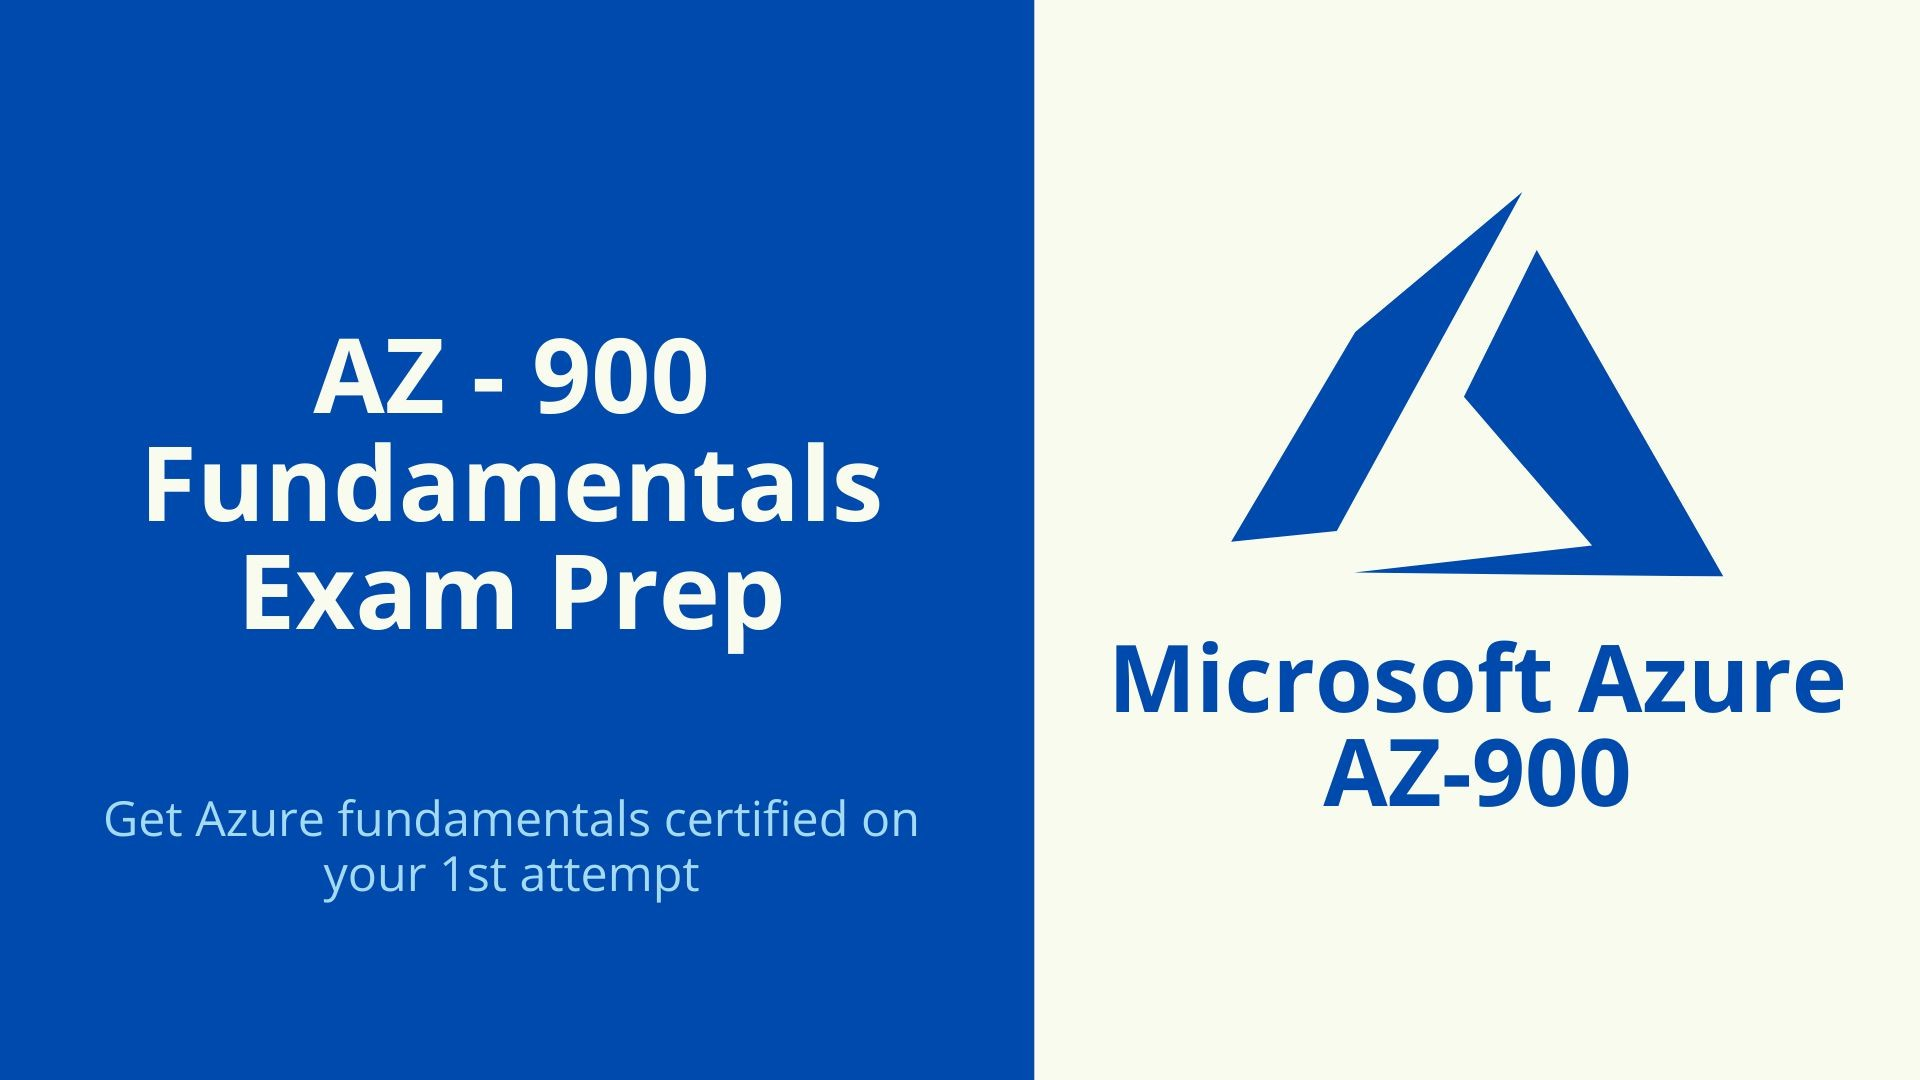 AZ - 900
Fundamentals
Exam Prep
Get Azure fundamentals certified on
your 1st attempt
Microsoft Azure
AZ-900